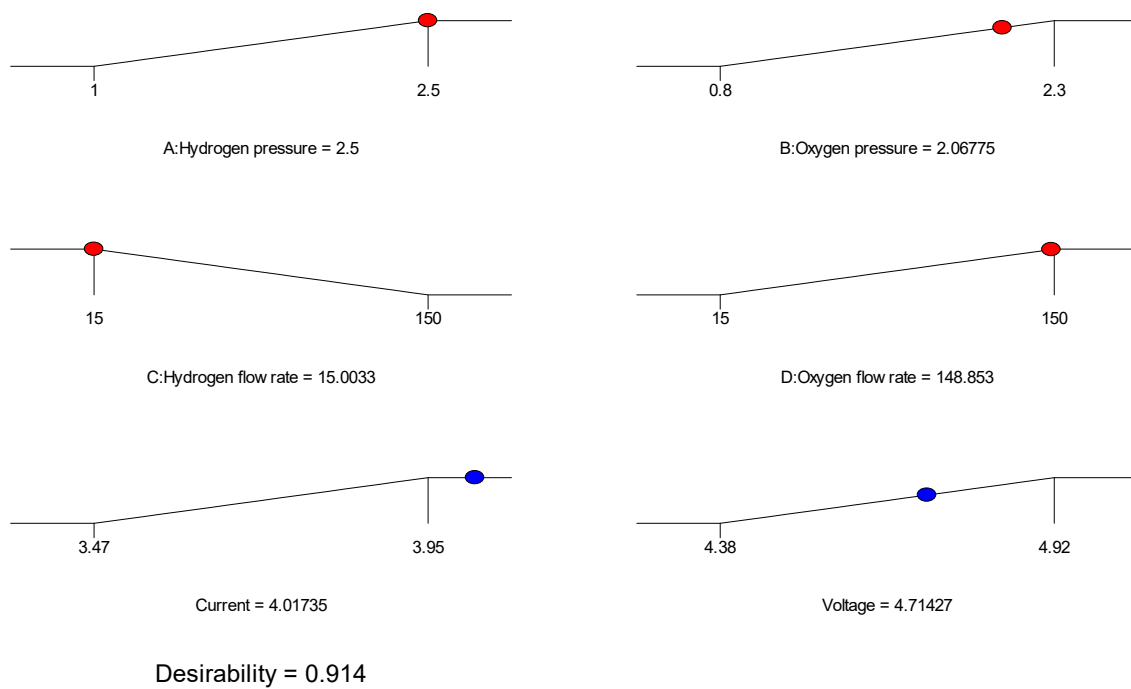 1 2.5
A:Hydrogen pressure = 2.5
0.8 2.3
B:Oxygen pressure = 2.06775
15 150
C:Hydrogen flow rate = 15.0033
15 150
D:Oxygen flow rate = 148.853
3.47 3.95
Current = 4.01735
4.38 4.92
Voltage = 4.71427
Desirability = 0.914